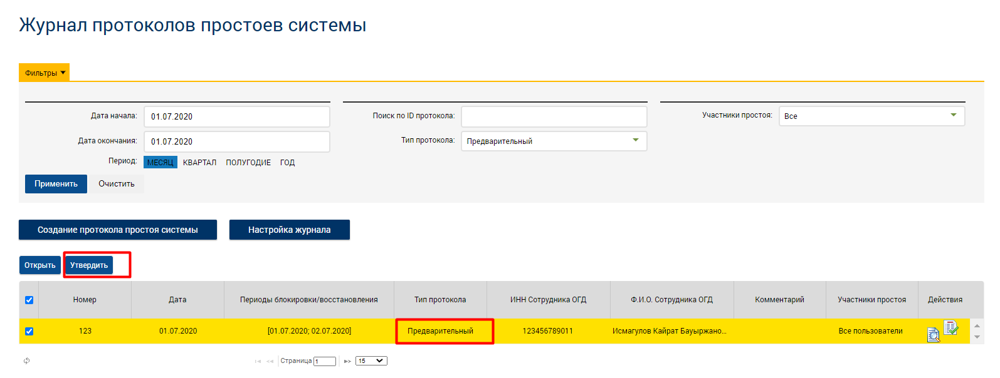 Журнал протоколов простоев системы
Фильтры
Дата начала: 01.07.2020 Поиск по ID протокола: Участники простоя: Все
Дата окончания: 01.07.2020 Тип протокола: Предварительный
Период: МЕСЯЦ КВАРТАЛ ПОЛУГОДИЕ ГОД
Применить Очистить
Создание протокола простоя системы Настройка журнала
Открыть Утвердить
Номер Дата Периоды блокировки/восстановления Тип протокола ИНН Сотрудника ОГД Ф.И.О. Сотрудника ОГД Комментарий Участники простоя Действия
123 01.07.2020 [01.07.2020; 02.07.2020] Предварительный 123456789011 Исмагулов Кайрат Бауыржано... Все пользователи
Страница 1 15